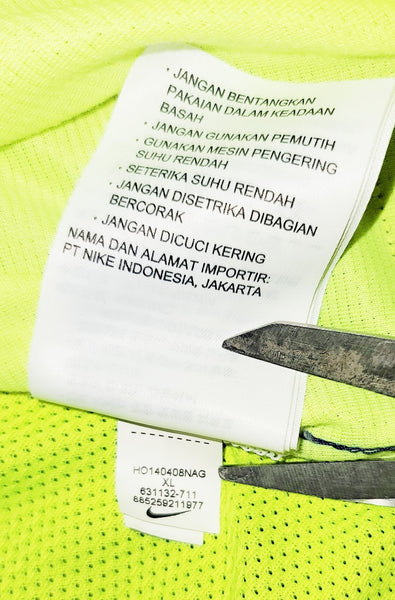 · JANGAN BENTANGKAN
PAKAIAN DALAM KEADAAN
BASAH
· JANGAN GUNAKAN PEMUTIH
· GUNAKAN MESIN PENGERING
SUHU RENDAH
· SETERIKA SUHU RENDAH
· JANGAN DISETRIKA DIBAGIAN
BERCORAK
· JANGAN DICUCI KERING
NAMA DAN ALAMAT IMPORTIR:
PT NIKE INDONESIA, JAKARTA
HO140408NAG
XL
631132-711
885259211977